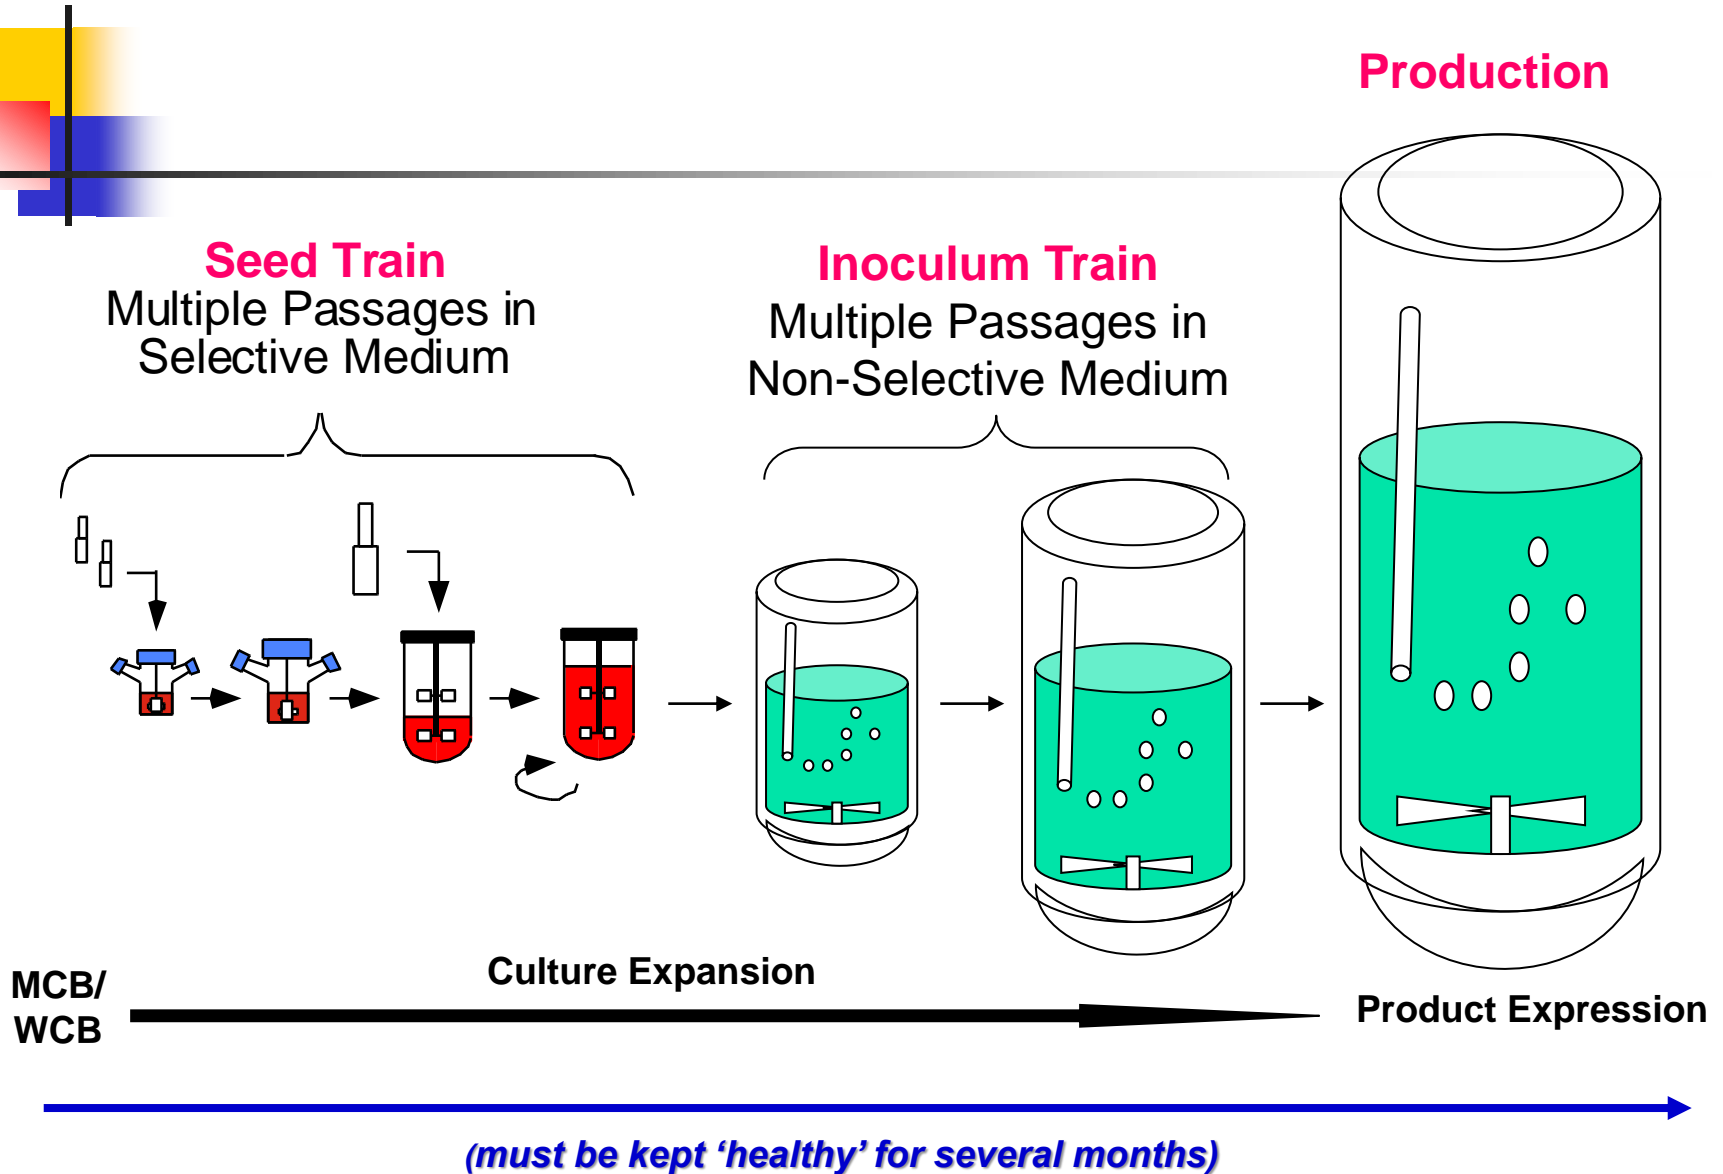 Production
Seed Train
Multiple Passages in
Selective Medium
Inoculum Train
Multiple Passages in
Non-Selective Medium
MCB/
WCB
Culture Expansion
Product Expression
(must be kept ‘healthy’ for several months)